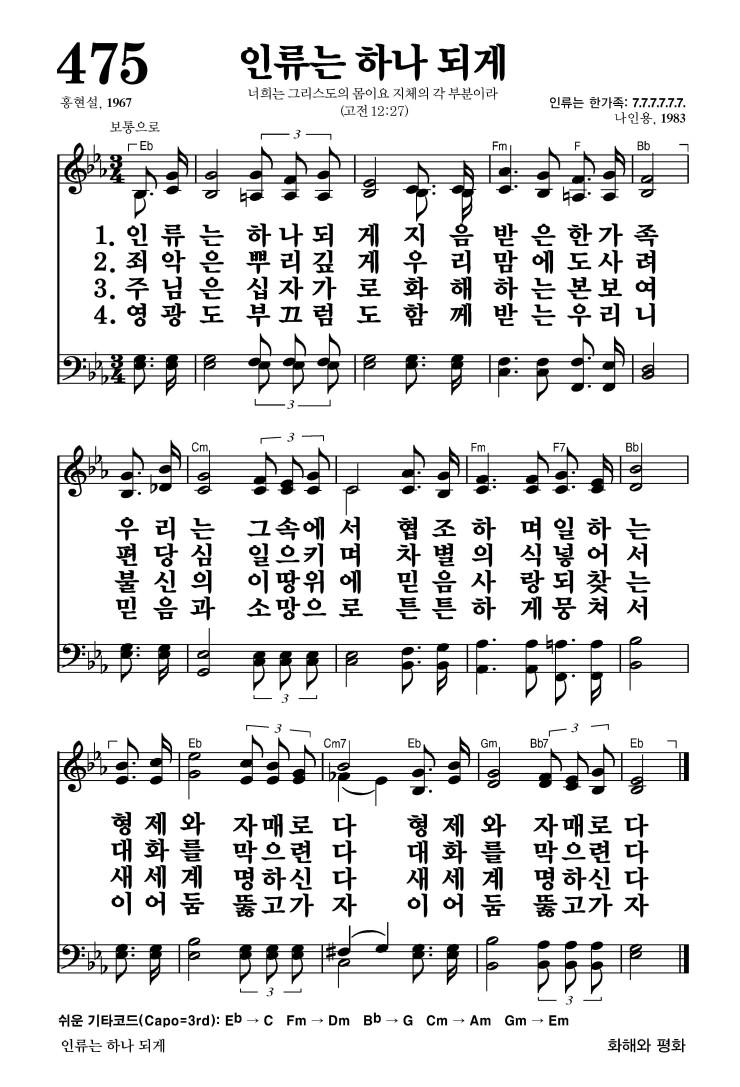 475
인류는 하나 되게
너희는 그리스도의 몸이요 지체의 각 부분이라
(고전 12:27)
홍현설, 1967
인류는 한가족: 7.7.7.7.7.7.
나인용, 1983
보통으로
3
Eb Fm F Bb
1. 인 류 는 하 나 되 게 지 음 받 은 한 가 족
2. 죄 악 은 뿌 리 깊 게 우 리 맘 에 도 사 려
3. 주 님 은 십 자 가 로 화 해 하 는 본 보 여
4. 영 광 도 부 끄 럼 도 함 께 받 는 우 리 니
3
3
Cm Fm F7 Bb
우 리 는 그 속 에 서 협 조 하 며 일 하 는
편 당 심 일 으 키 며 차 별 의 식 넣 어 서
불 신 의 이 땅 위 에 믿 음 사 랑 되 찾 는
믿 음 과 소 망 으 로 튼 튼 하 게 뭉 쳐 서
3
3 3
Eb Cm7 Eb Gm Bb7 Eb
형 제 와 자 매 로 다 형 제 와 자 매 로 다
대 화 를 막 으 련 다 대 화 를 막 으 련 다
새 세 계 명 하 신 다 새 세 계 명 하 신 다
이 어 둠 뚫 고 가 자 이 어 둠 뚫 고 가 자
3 3
쉬운 기타코드(Capo=3rd): Eb → C Fm → Dm Bb → G Cm → Am Gm → Em
인류는 하나 되게
화해와 평화